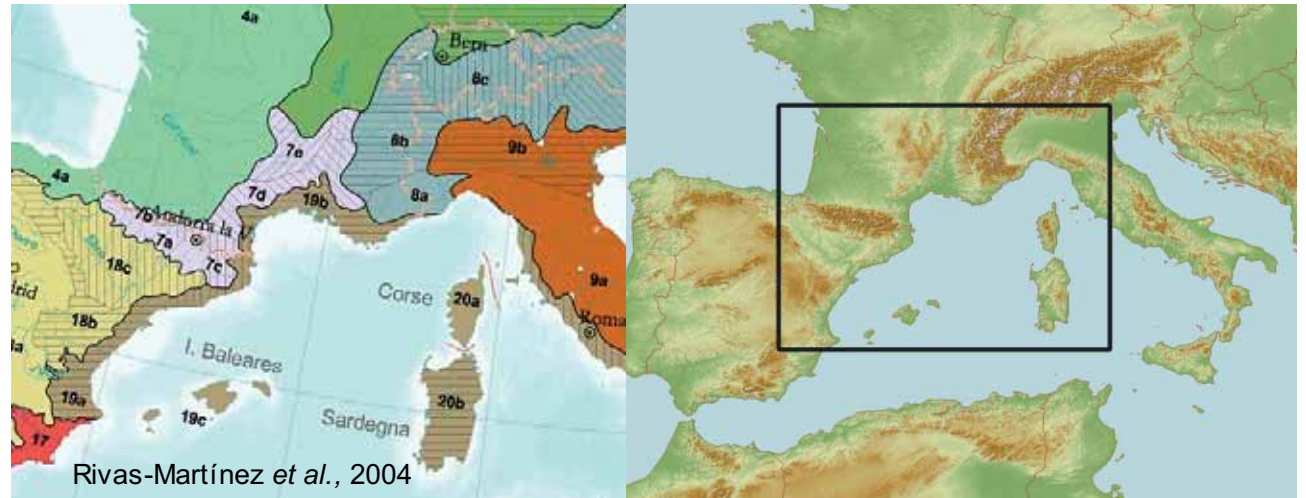 4a
Bern
8c
7e
8b
9b
4a
7d
8a
19b
7b
Andorra la V.
7a
7c
18c
9a
Corse
20a
drid
Roma
18b
I. Baleares
19a
19c
Sardegna
20b
17
Rivas-Martínez et al., 2004